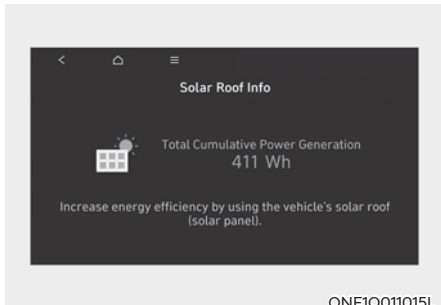 Solar Roof Info
Total Cumulative Power Generation
411 Wh
Increase energy efficiency by using the vehicle's solar roof
(solar panel).
ONE1Q011015L